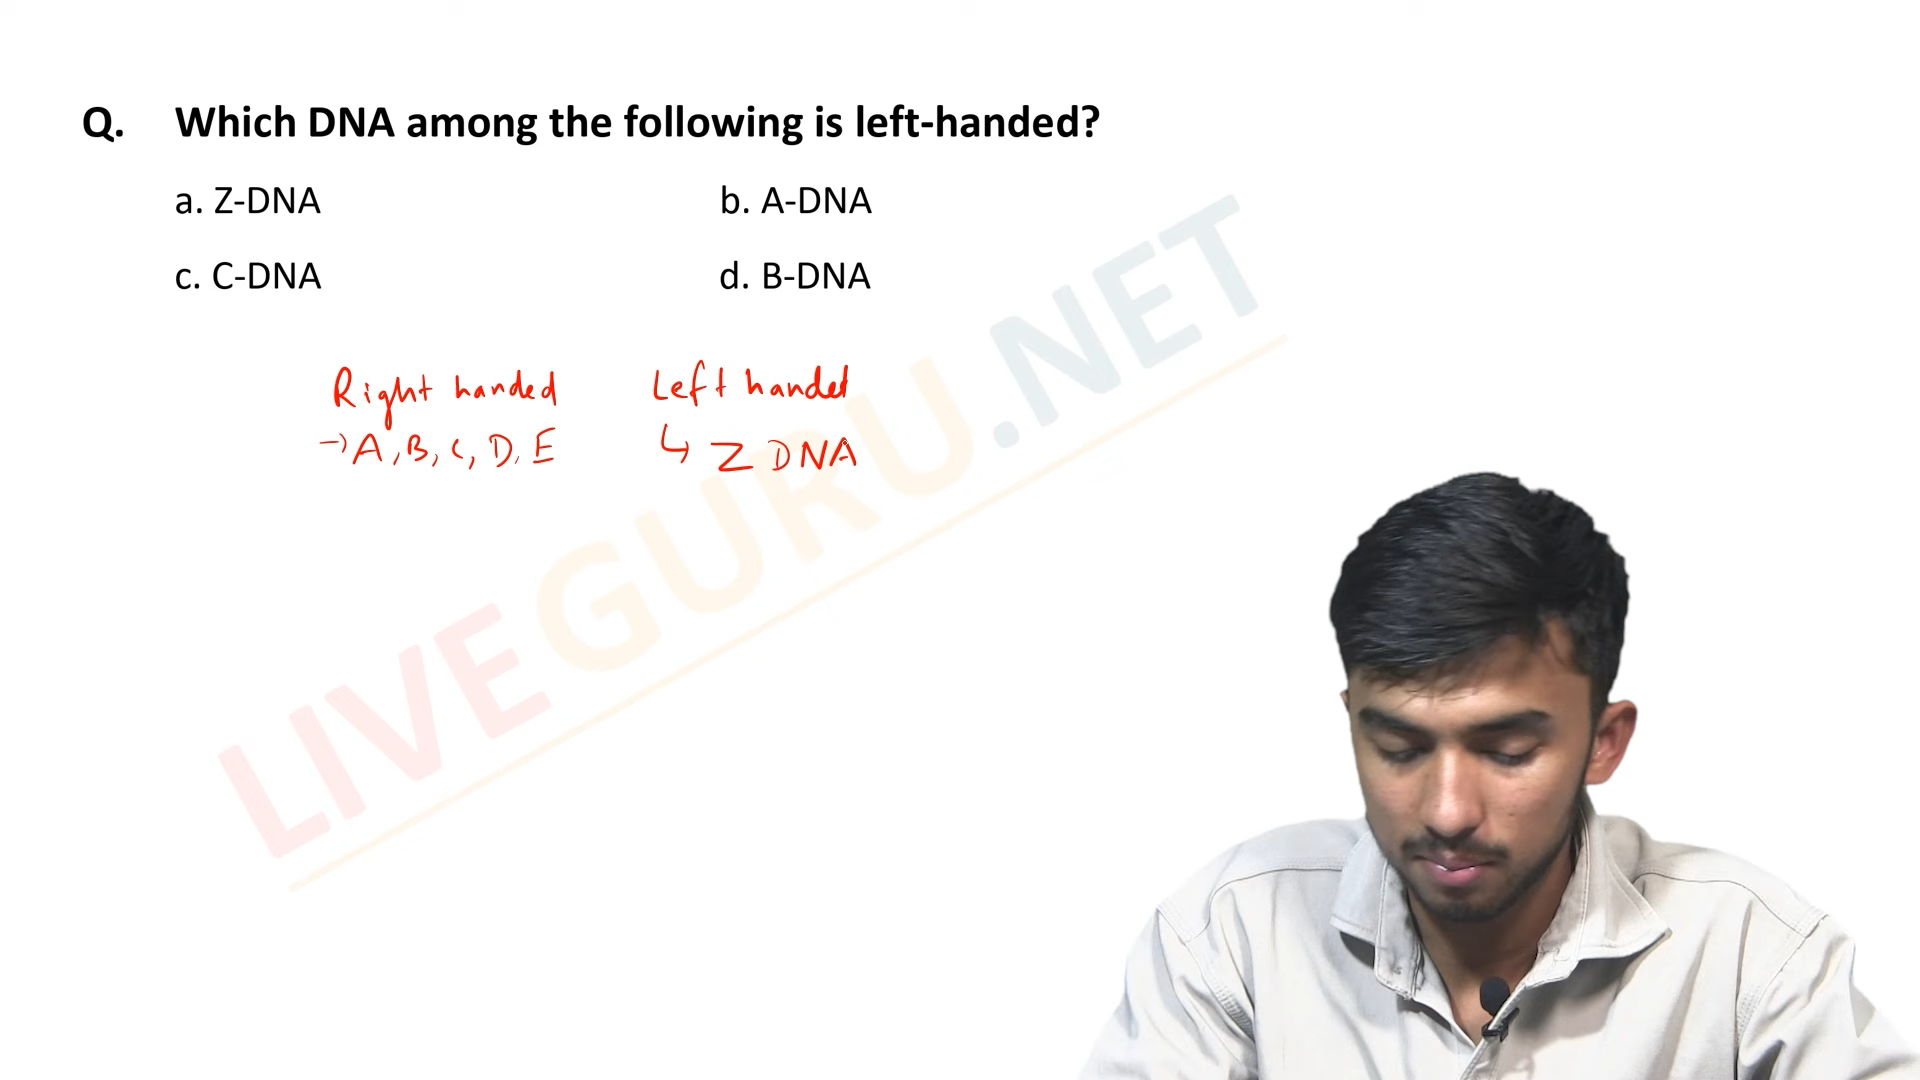 Q. Which DNA among the following is left-handed?
a. Z-DNA b. A-DNA
c. C-DNA d. B-DNA
Right handed Left handed
→A, B, C, D, E ↳ Z DNA
LIVEGURU.NET